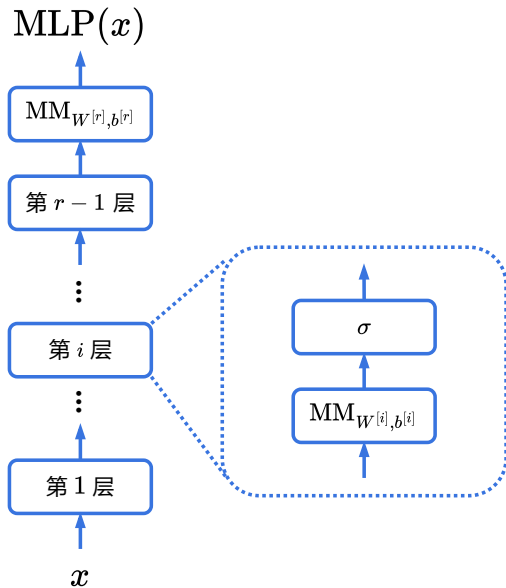 MLP(x)
MM_{W^{[r]},b^{[r]}}
第 r − 1 层
第 i 层
第 1 层
x
σ
MM_{W^{[i]},b^{[i]}}